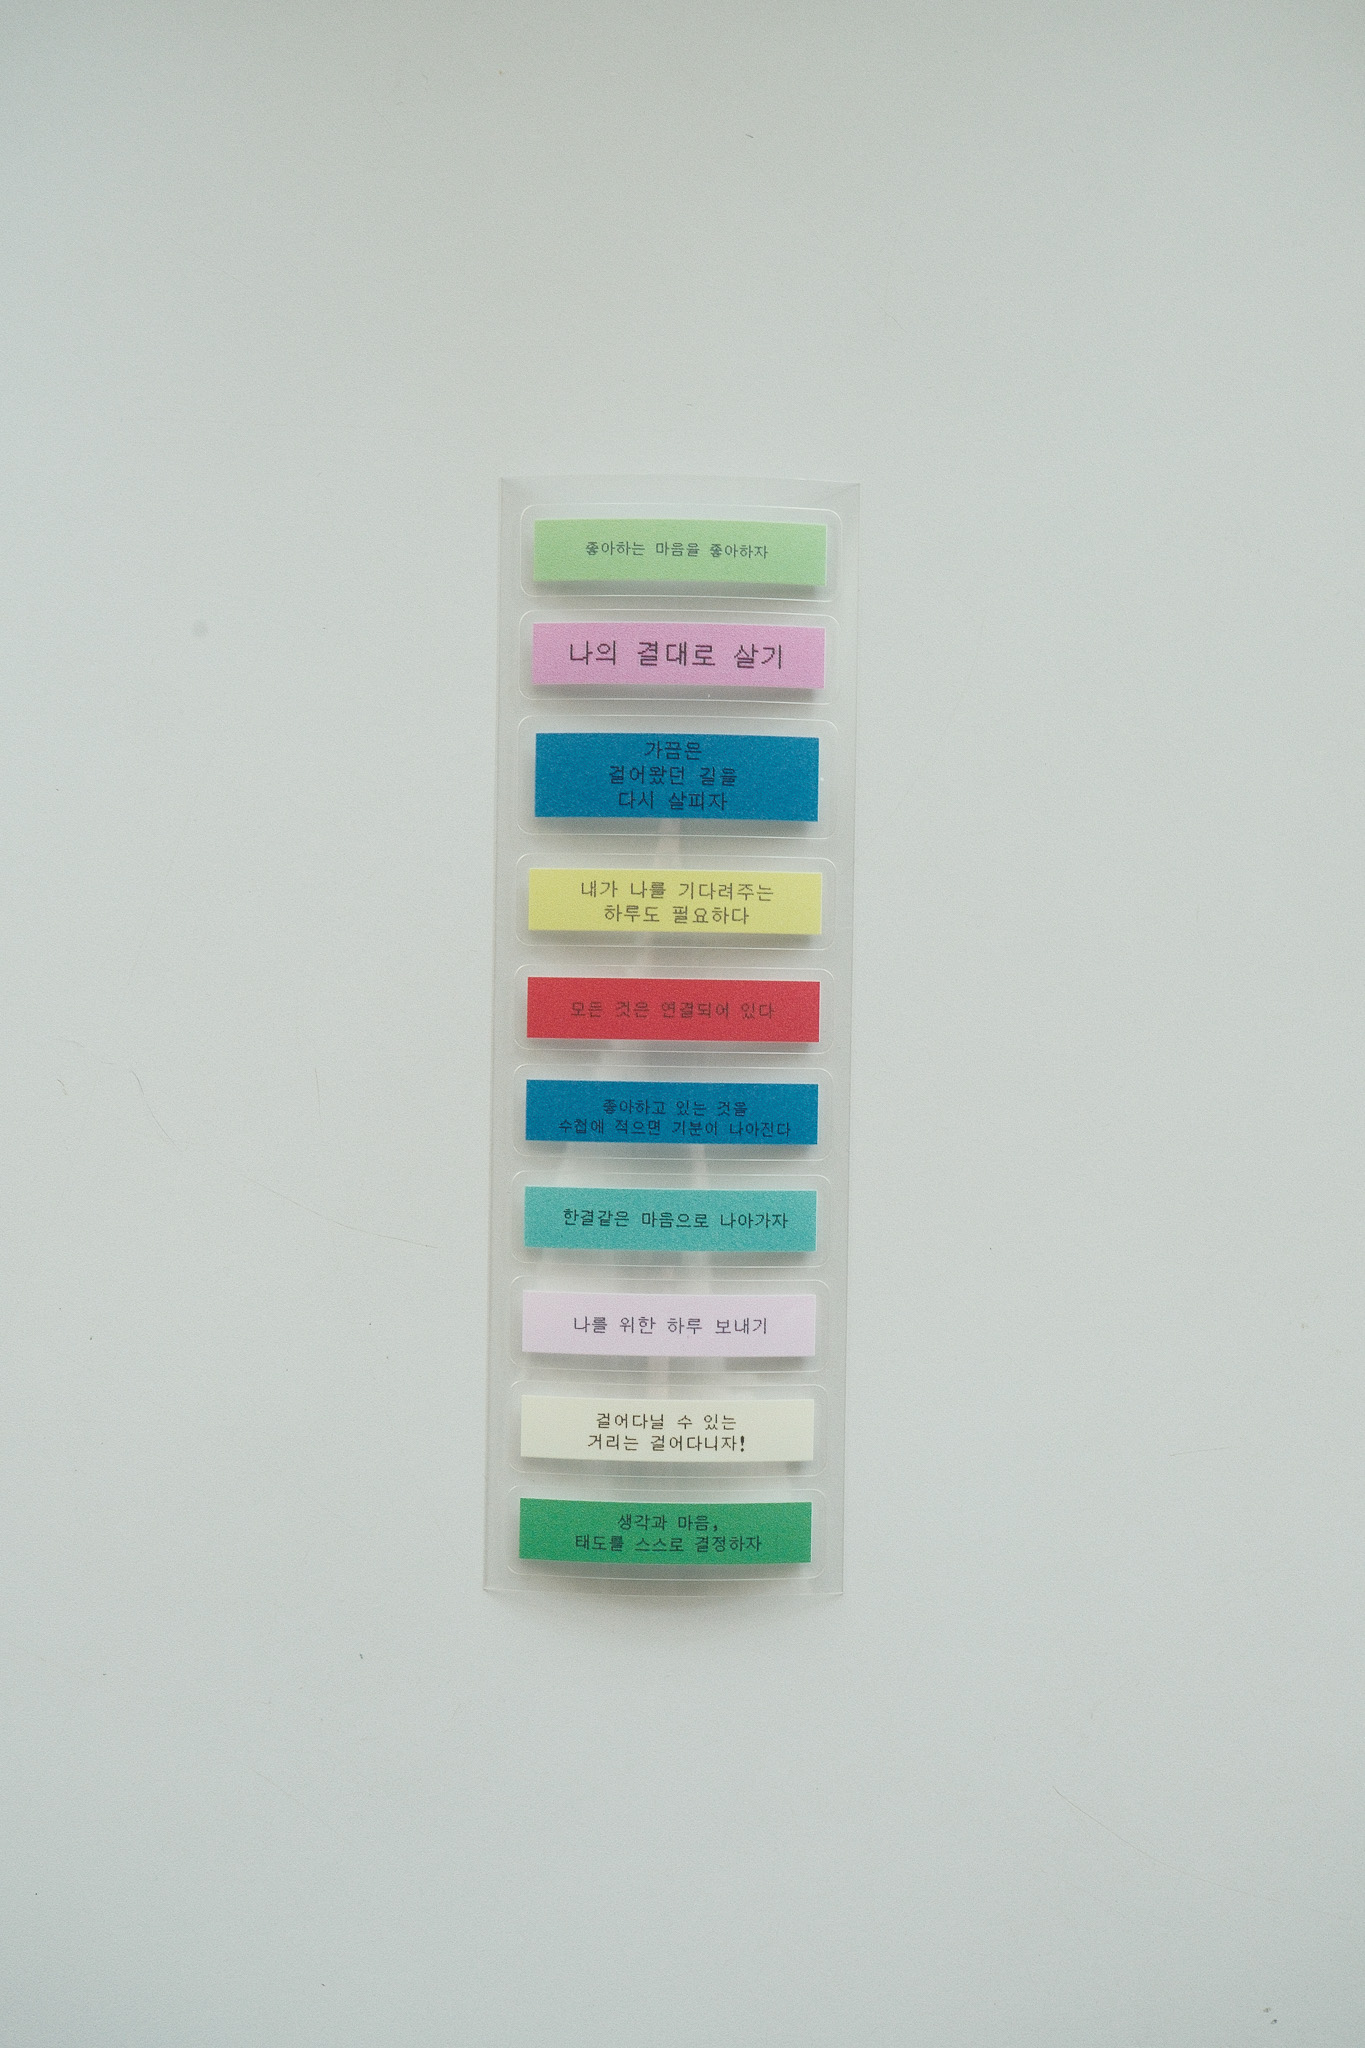 좋아하는 마음을 좋아하자
나의 결대로 살기
가끔은
걸어왔던 길을
다시 살피자
내가 나를 기다려주는
하루도 필요하다
모든 것은 연결되어 있다
좋아하고 있는 것을
수첩에 적으면 기분이 나아진다
한결같은 마음으로 나아가자
나를 위한 하루 보내기
걸어다닐 수 있는
거리는 걸어다니자!
생각과 마음,
태도를 스스로 결정하자